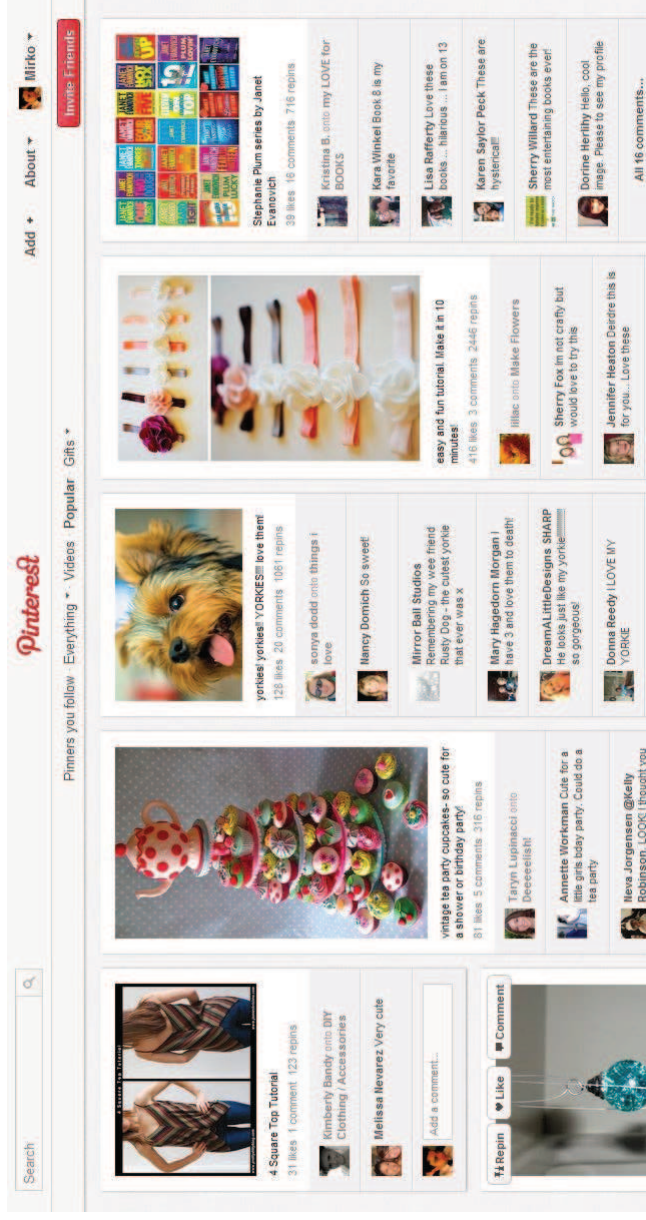 Search
Pinterest
Add +
About
Mirko
Invite Friends
Pinners you follow · Everything · Videos · Popular · Gifts
4 Square Top Tutorial
4 Square Top Tutorial
31 likes 1 comment 123 repins
Kimberly Bandy onto DIY
Clothing / Accessories
Melissa Nevarez Very cute
Add a comment...
Repin
Like
Comment
vintage tea party cupcakes- so cute for
a shower or birthday party!
81 likes 5 comments 316 repins
Taryn Lupinacci onto
Deeeeelish!
Annette Workman Cute for a
little girls bday party. Could do a
tea party
Neva Jorgensen @Kelly
Robinson LOOK! I thought you
yorkies! yorkies!! YORKIES!!! love them!
128 likes 20 comments 1061 repins
sonya dodd onto things i
love
Nancy Domich So sweet!
Mirror Ball Studios
Remembering my wee friend
Rusty Dog - the cutest yorkie
that ever was x
Mary Hagedorn Morgan I
have 3 and love them to death!
DreamALittleDesigns SHARP
He looks just like my yorkie!!!!!!!!!!!
so gorgeous!
Donna Reedy I LOVE MY
YORKIE
easy and fun tutorial. Make it in 10
minutes!
416 likes 3 comments 2446 repins
lillac onto Make Flowers
Sherry Fox Im not crafty but
would love to try this
Jennifer Heaton Deirdre this is
for you... Love these
Stephanie Plum series by Janet
Evanovich
39 likes 16 comments 716 repins
Kristina B. onto my LOVE for
BOOKS
Kara Winkel Book 8 is my
favorite
Lisa Rafferty Love these
books... hilarious ... I am on 13
Karen Saylor Peck These are
hysterical!!
Sherry Willard These are the
most entertaining books ever!
Dorine Herlihy Hello, cool
image. Please to see my profile
All 16 comments...